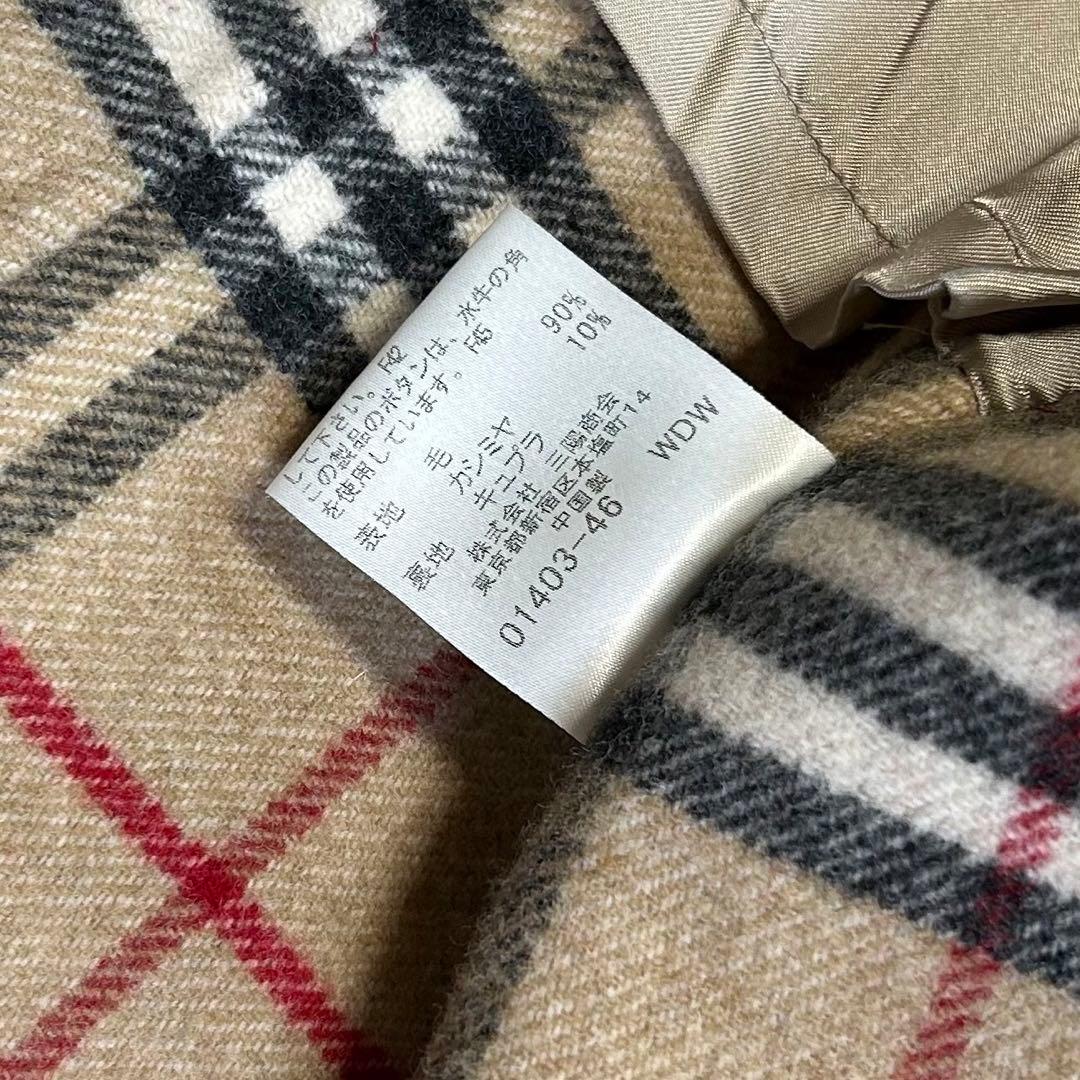 して下さい。 F42
この製品のボタンは、水牛の角
を使用しています。 F45
表地 毛 90%
カシミヤ 10%
裏地 キュプラ
株式会社 三陽商会
東京都新宿区本塩町14
中国製 WDW
01403-46